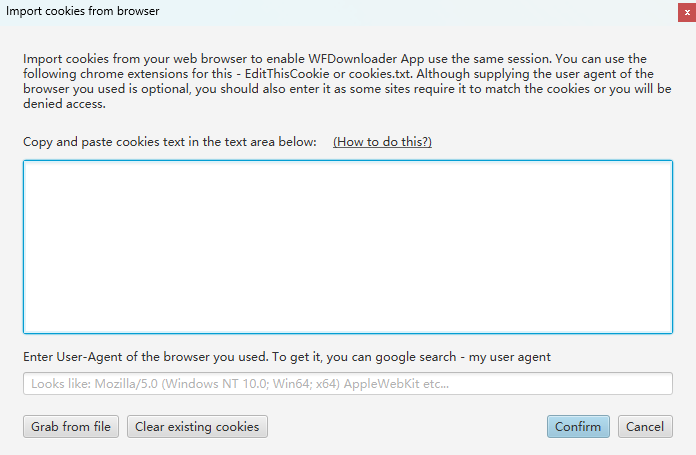 Import cookies from browser
x
Import cookies from your web browser to enable WFDownloader App use the same session. You can use the
following chrome extensions for this - EditThisCookie or cookies.txt. Although supplying the user agent of the
browser you used is optional, you should also enter it as some sites require it to match the cookies or you will be
denied access.
Copy and paste cookies text in the text area below: (How to do this?)
Enter User-Agent of the browser you used. To get it, you can google search - my user agent
Looks like: Mozilla/5.0 (Windows NT 10.0; Win64; x64) AppleWebKit etc...
Grab from file Clear existing cookies Confirm Cancel